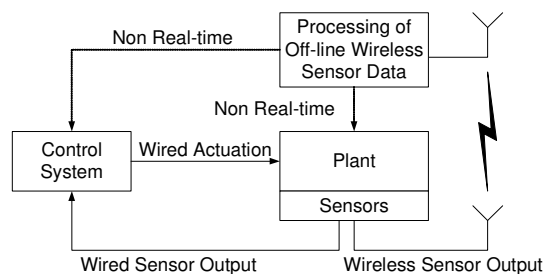 Processing of
Off-line Wireless
Sensor Data
Non Real-time
Non Real-time
Control
System
Wired Actuation
Plant
Sensors
Wired Sensor Output
Wireless Sensor Output